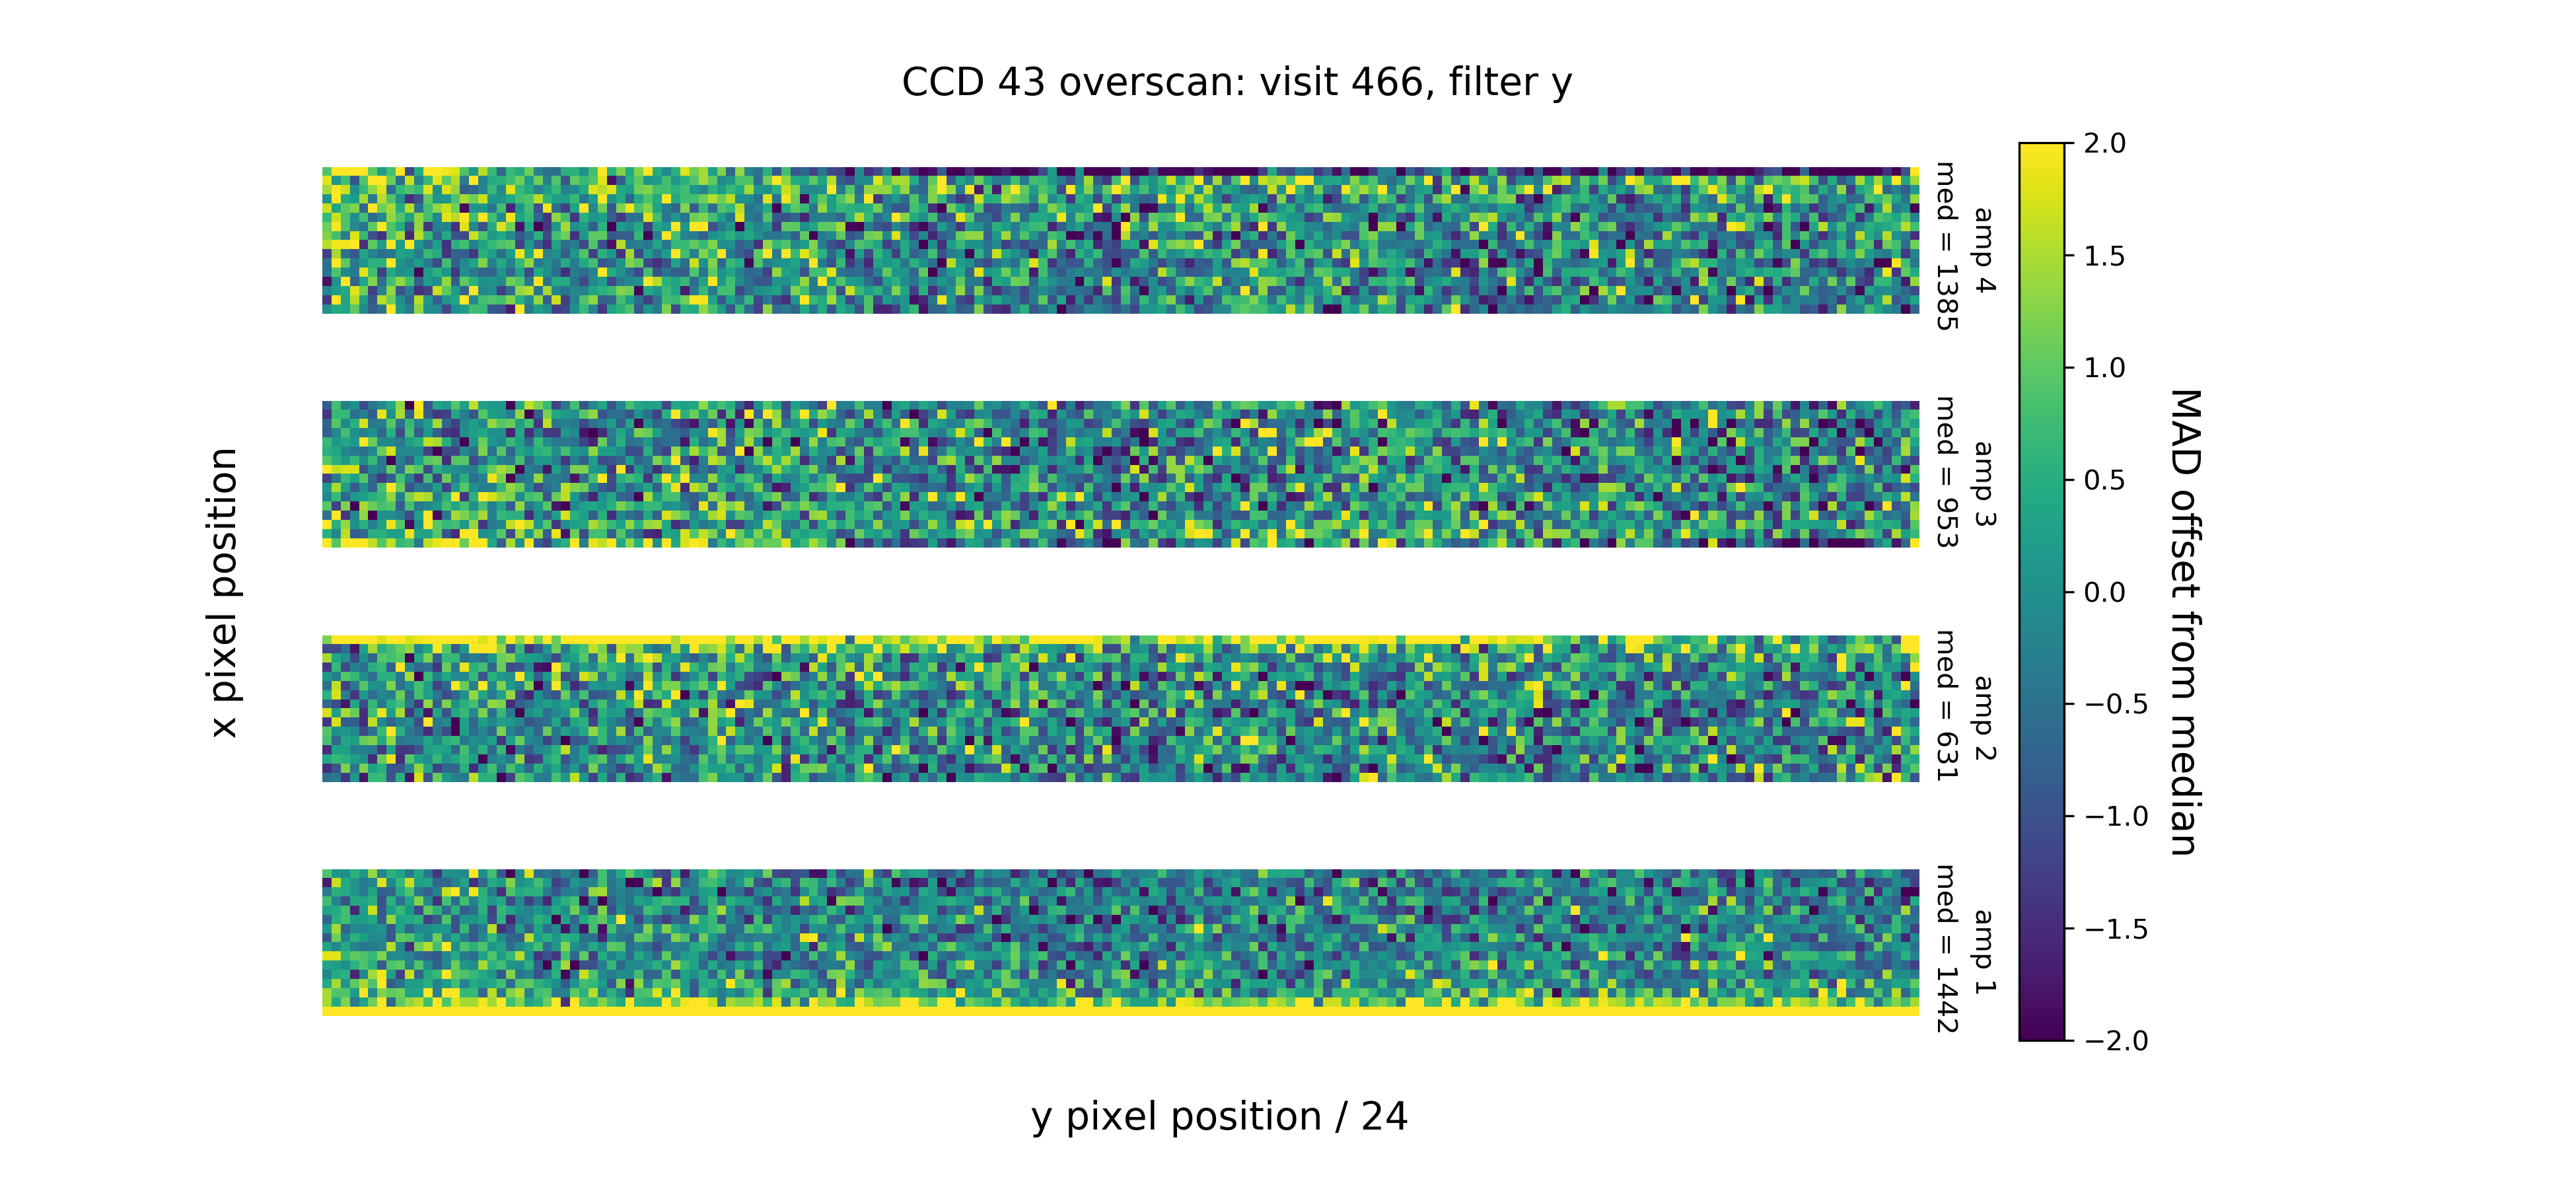 CCD 43 overscan: visit 466, filter y
x pixel position
amp 4
med = 1385
amp 3
med = 953
amp 2
med = 631
amp 1
med = 1442
2.0
1.5
1.0
0.5
0.0
−0.5
−1.0
−1.5
−2.0
MAD offset from median
y pixel position / 24